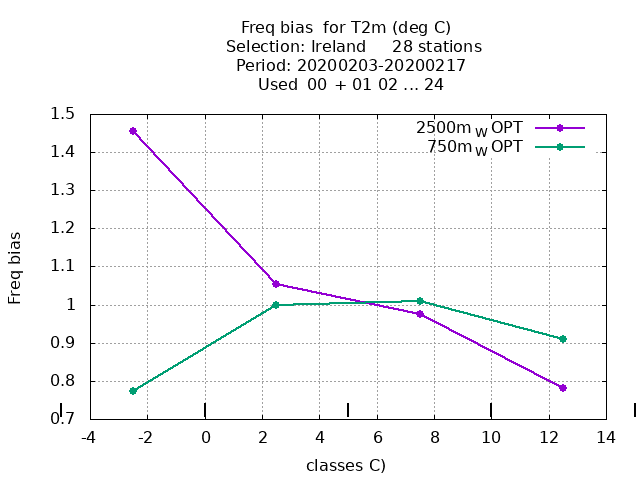 Freq bias  for T2m (deg C)
Selection: Ireland     28 stations
Period: 20200203-20200217
Used  00  + 01 02 ... 24
1.5
1.4
1.3
1.2
1.1
1
0.9
0.8
0.7
Freq bias
2500m W OPT
750m W OPT
-4 -2 0 2 4 6 8 10 12 14
classes C)